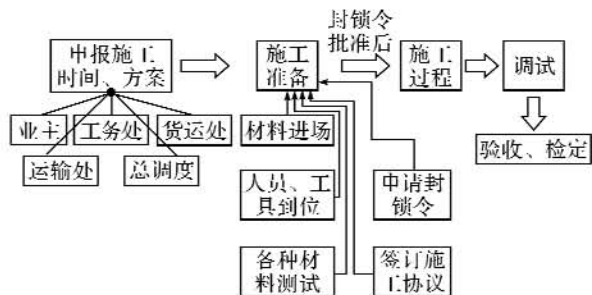 申报施工
时间、方案
施工
准备
封锁令
批准后
施工
过程
调试
业主
工务处
货运处
运输处
总调度
材料进场
人员、工
具到位
申请封
锁令
各种材
料测试
签订施
工协议
验收、检定